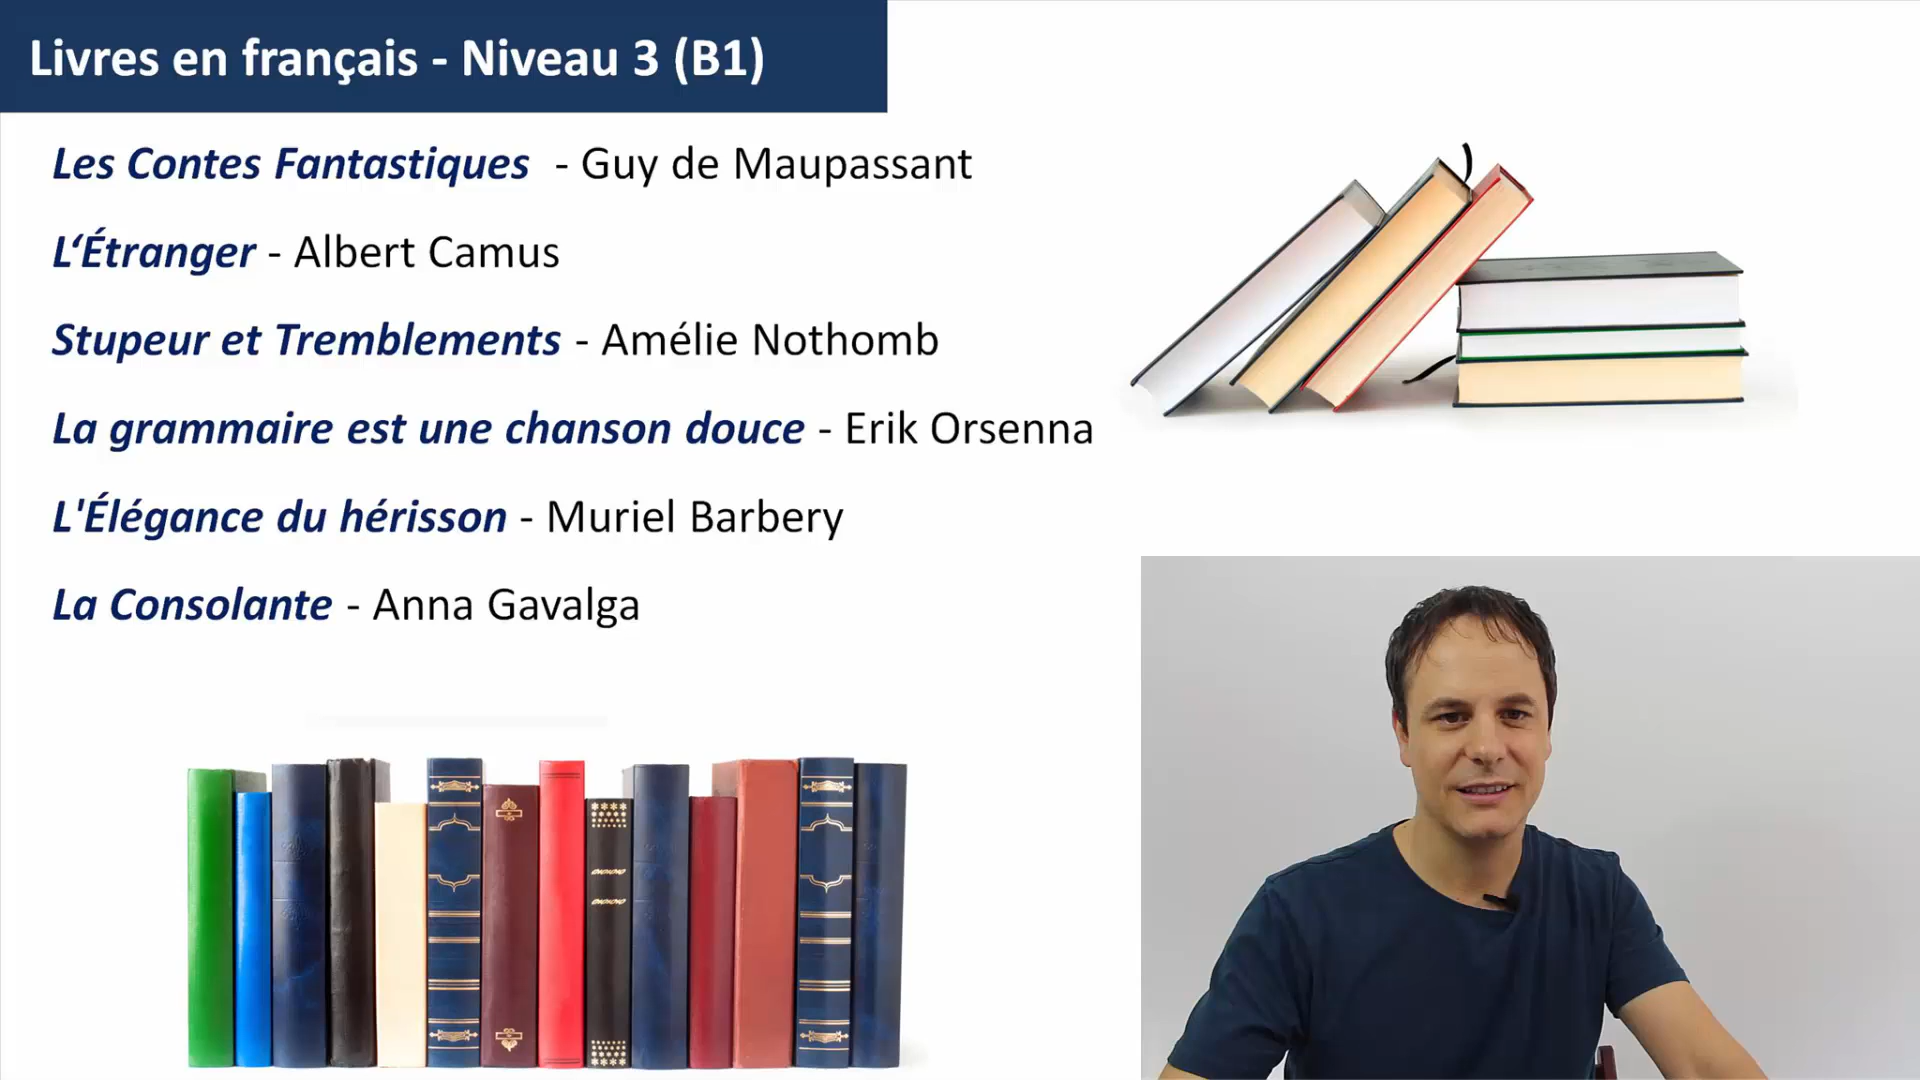 Livres en français - Niveau 3 (B1)
Les Contes Fantastiques - Guy de Maupassant
L‘Étranger - Albert Camus
Stupeur et Tremblements - Amélie Nothomb
La grammaire est une chanson douce - Erik Orsenna
L'Élégance du hérisson - Muriel Barbery
La Consolante - Anna Gavalga